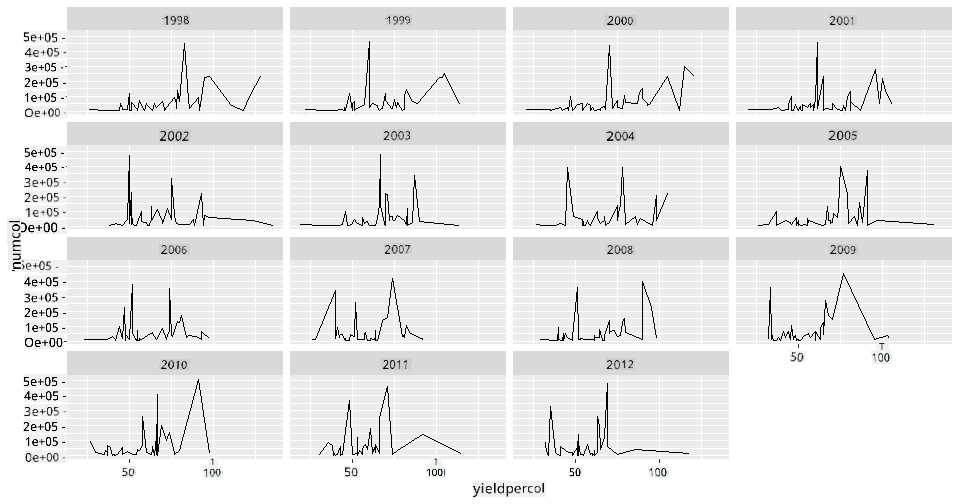 1998 1999 2000 2001
5e+05 -
4e+05 -
3e+05 -
2e+05 -
1e+05 -
0e+00 -
2002 2003 2004 2005
5e+05 -
4e+05 -
3e+05 -
2e+05 -
1e+05 -
0e+00 -
numcol
2006 2007 2008 2009
5e+05 -
4e+05 -
3e+05 -
2e+05 -
1e+05 -
0e+00 -
50 100
2010 2011 2012
5e+05 -
4e+05 -
3e+05 -
2e+05 -
1e+05 -
0e+00 -
50 100 50 100 50 100
yieldpercol